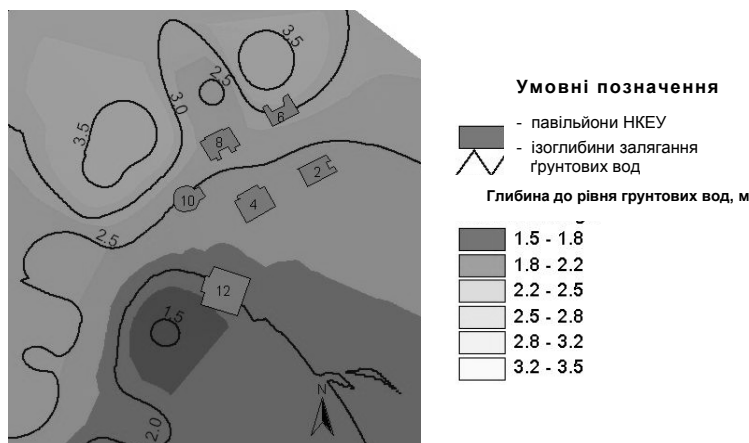 3.5
2.5
3.0
3.5
6
8
2
10
4
2.5
12
1.5
2.0
N
Умовні позначення
- павільйони НКЕУ
- ізоглибини залягання
ґрунтових вод
Глибина до рівня грунтових вод, м
1.5 - 1.8
1.8 - 2.2
2.2 - 2.5
2.5 - 2.8
2.8 - 3.2
3.2 - 3.5